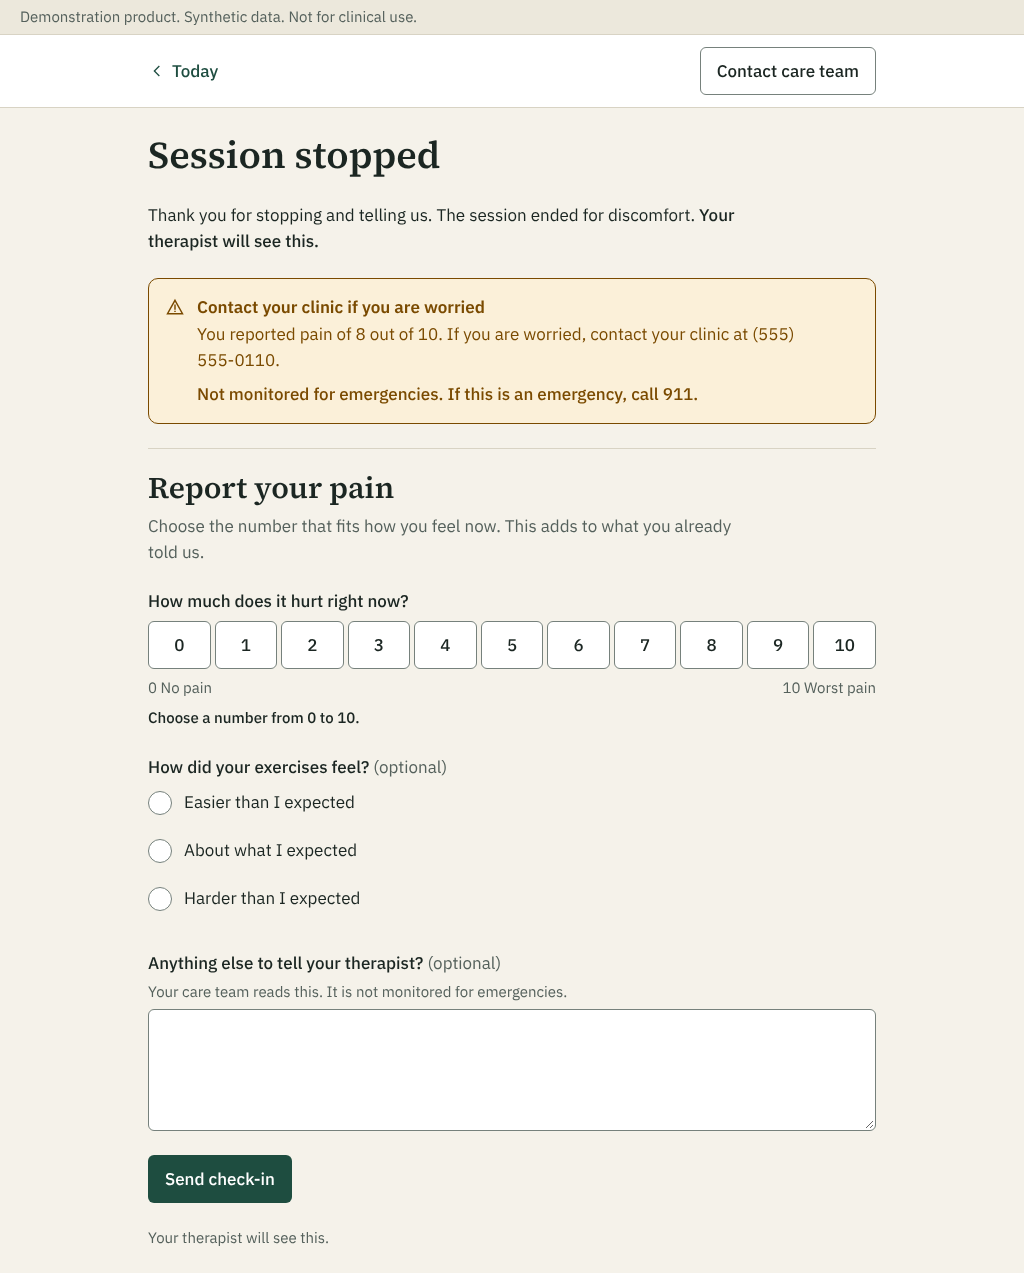 Demonstration product. Synthetic data. Not for clinical use.
Today
Contact care team
Session stopped
Thank you for stopping and telling us. The session ended for discomfort. Your
therapist will see this.
Contact your clinic if you are worried
You reported pain of 8 out of 10. If you are worried, contact your clinic at (555)
555-0110.
Not monitored for emergencies. If this is an emergency, call 911.
Report your pain
Choose the number that fits how you feel now. This adds to what you already
told us.
How much does it hurt right now?
0 1 2 3 4 5 6 7 8 9 10
0 No pain 10 Worst pain
Choose a number from 0 to 10.
How did your exercises feel? (optional)
Easier than I expected
About what I expected
Harder than I expected
Anything else to tell your therapist? (optional)
Your care team reads this. It is not monitored for emergencies.
Send check-in
Your therapist will see this.